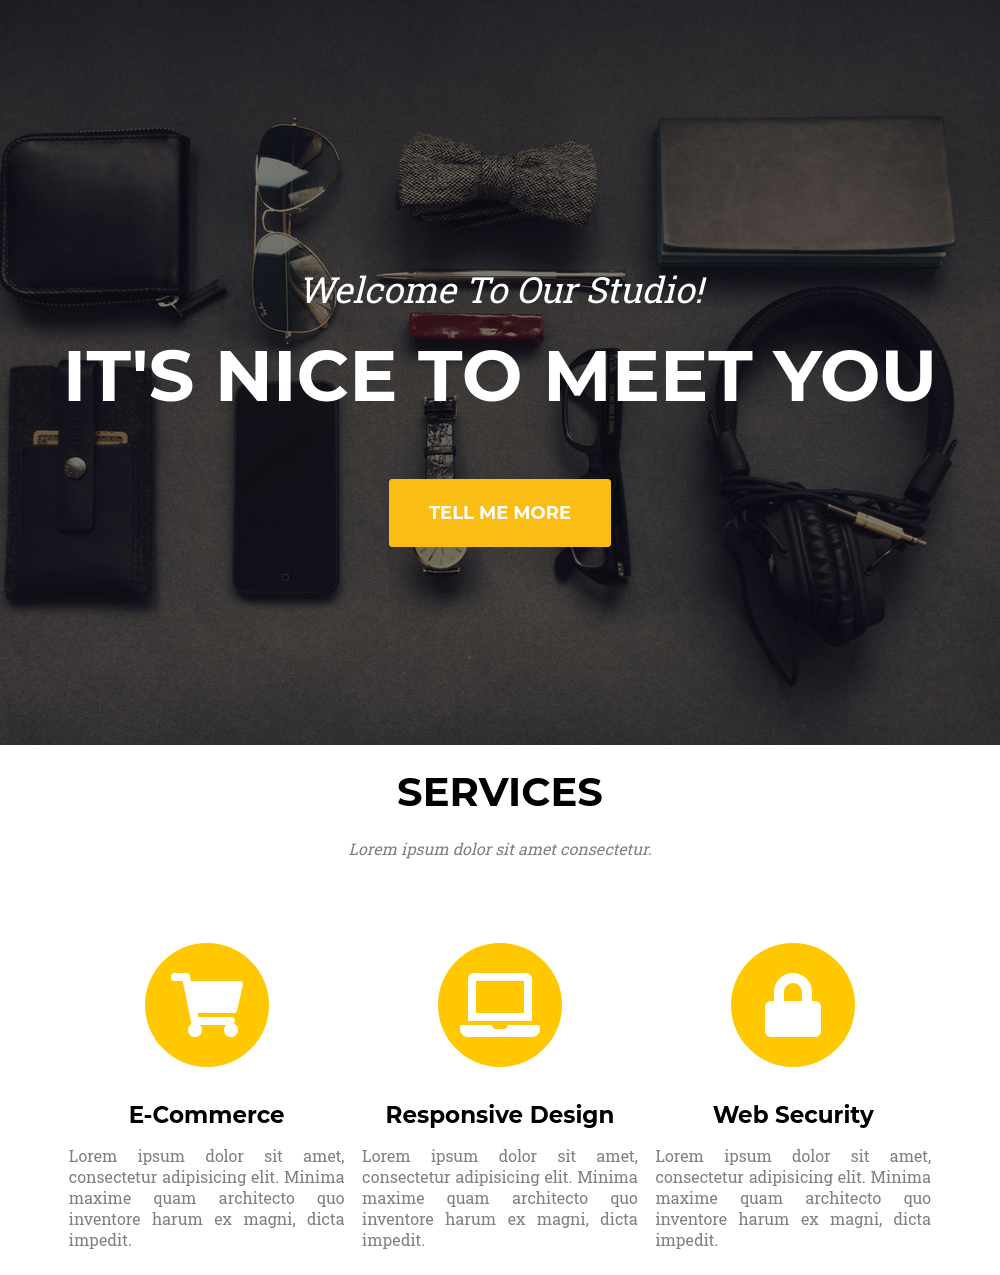 Welcome To Our Studio!
IT'S NICE TO MEET YOU
TELL ME MORE
SERVICES
Lorem ipsum dolor sit amet consectetur.
E-Commerce
Lorem ipsum dolor sit amet,
consectetur adipisicing elit. Minima
maxime quam architecto quo
inventore harum ex magni, dicta
impedit.
Responsive Design
Lorem ipsum dolor sit amet,
consectetur adipisicing elit. Minima
maxime quam architecto quo
inventore harum ex magni, dicta
impedit.
Web Security
Lorem ipsum dolor sit amet,
consectetur adipisicing elit. Minima
maxime quam architecto quo
inventore harum ex magni, dicta
impedit.